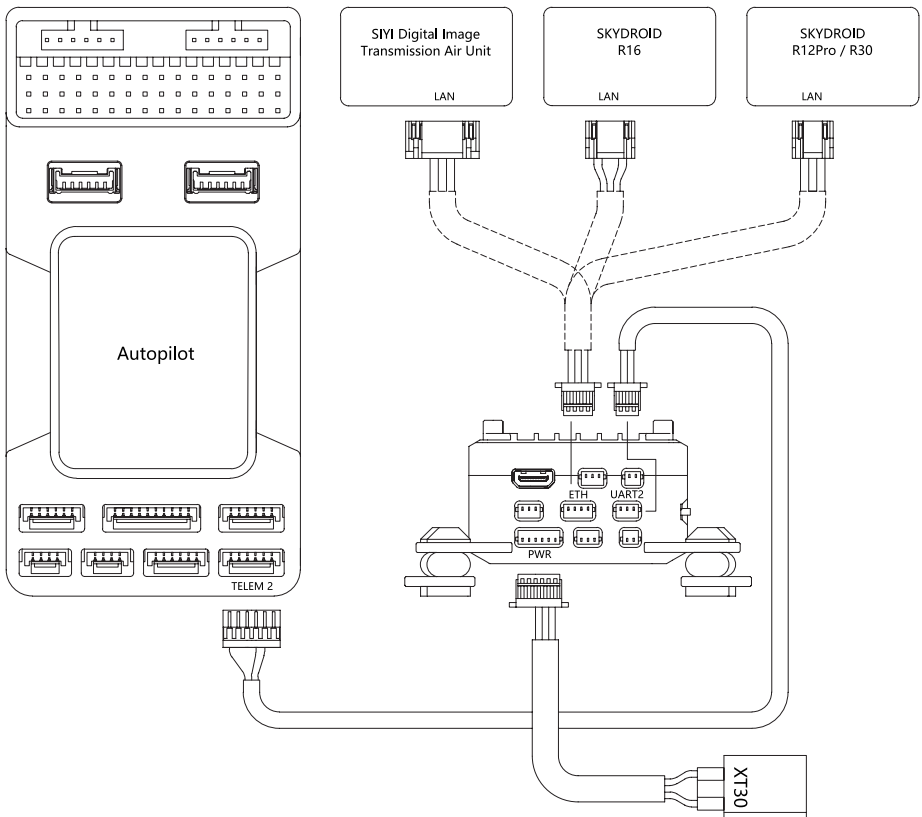 SIYI Digital Image
Transmission Air Unit
LAN
SKYDROID
R16
LAN
SKYDROID
R12Pro / R30
LAN
Autopilot
ETH
UART2
PWR
TELEM 2
XT30